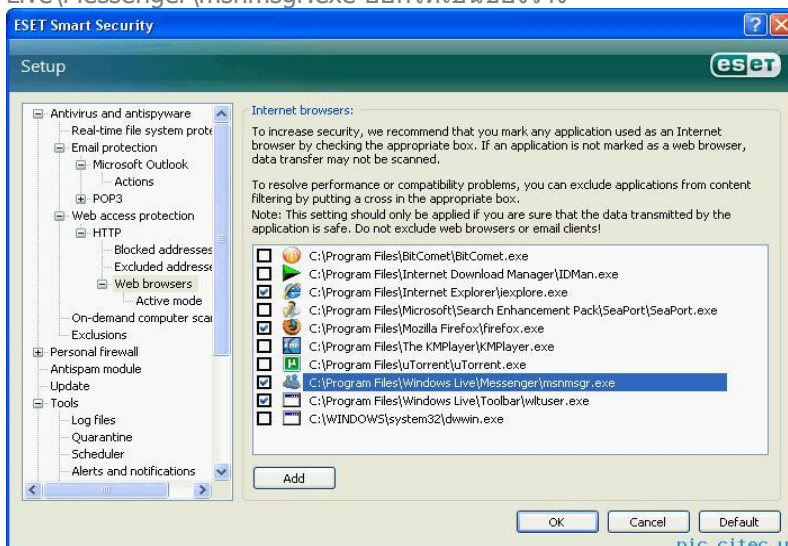 Live\Messenger\msnmsgr.exe
ESET Smart Security
Setup
eset
Antivirus and antispyware
Real-time file system prote
Email protection
Microsoft Outlook
Actions
POP3
Web access protection
HTTP
Blocked addresses
Excluded addresse
Web browsers
Active mode
On-demand computer scan
Exclusions
Personal firewall
Antispam module
Update
Tools
Log files
Quarantine
Scheduler
Alerts and notifications
Internet browsers:
To increase security, we recommend that you mark any application used as an Internet
browser by checking the appropriate box. If an application is not marked as a web browser,
data transfer may not be scanned.
To resolve performance or compatibility problems, you can exclude applications from content
filtering by putting a cross in the appropriate box.
Note: This setting should only be applied if you are sure that the data transmitted by the
application is safe. Do not exclude web browsers or email clients!
C:\Program Files\BitComet\BitComet.exe
C:\Program Files\Internet Download Manager\IDMan.exe
C:\Program Files\Internet Explorer\iexplore.exe
C:\Program Files\Microsoft\Search Enhancement Pack\SeaPort\SeaPort.exe
C:\Program Files\Mozilla Firefox\firefox.exe
C:\Program Files\The KMPlayer\KMPlayer.exe
C:\Program Files\uTorrent\uTorrent.exe
C:\Program Files\Windows Live\Messenger\msnmsgr.exe
C:\Program Files\Windows Live\Toolbar\wltuser.exe
C:\WINDOWS\system32\dwwin.exe
Add
OK
Cancel
Default